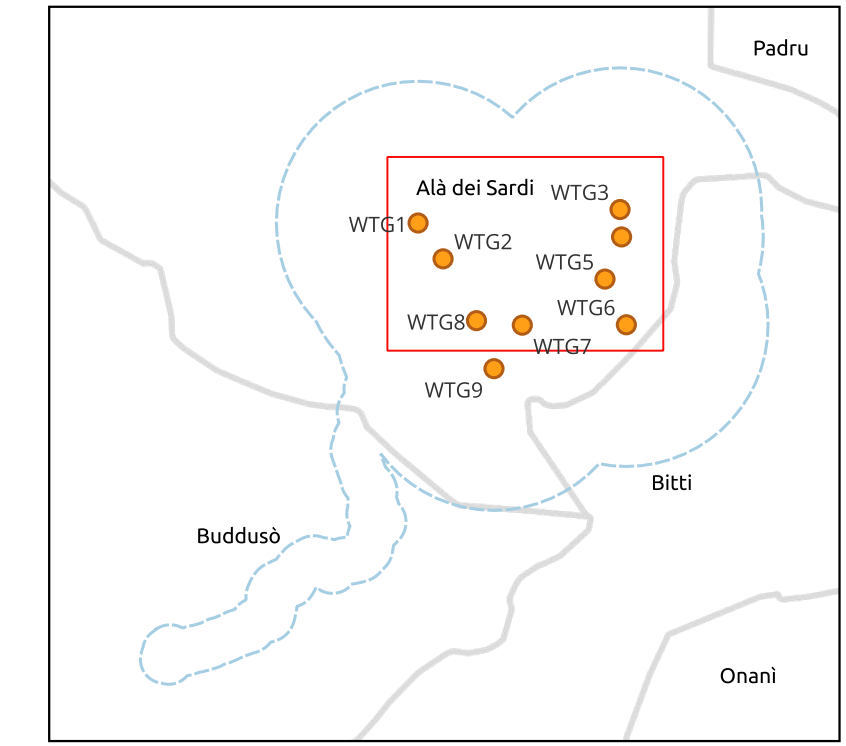 Padru
Alà dei Sardi
WTG3
WTG1
WTG2
WTG5
WTG6
WTG8
WTG7
WTG9
Bitti
Buddusò
Onanì